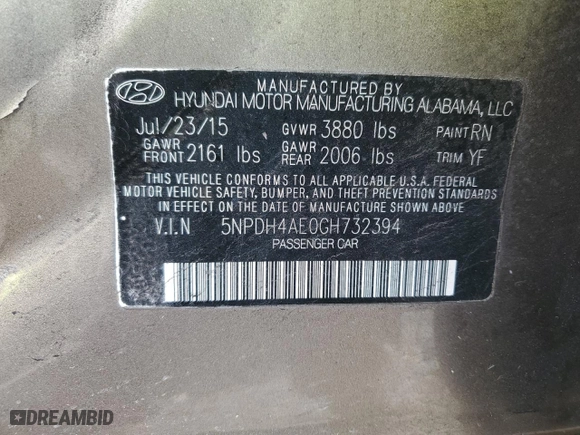 MANUFACTURED BY
HYUNDAI MOTOR MANUFACTURING ALABAMA, LLC
Jul/23/15 GVWR 3880 lbs PAINT RN
GAWR FRONT 2161 lbs GAWR REAR 2006 lbs TRIM YF
THIS VEHICLE CONFORMS TO ALL APPLICABLE U.S.A. FEDERAL
MOTOR VEHICLE SAFETY, BUMPER, AND THEFT PREVENTION STANDARDS
IN EFFECT ON THE DATE OF MANUFACTURE SHOWN ABOVE.
V.I.N 5NPDH4AE0GH732394
PASSENGER CAR
DREAMBID